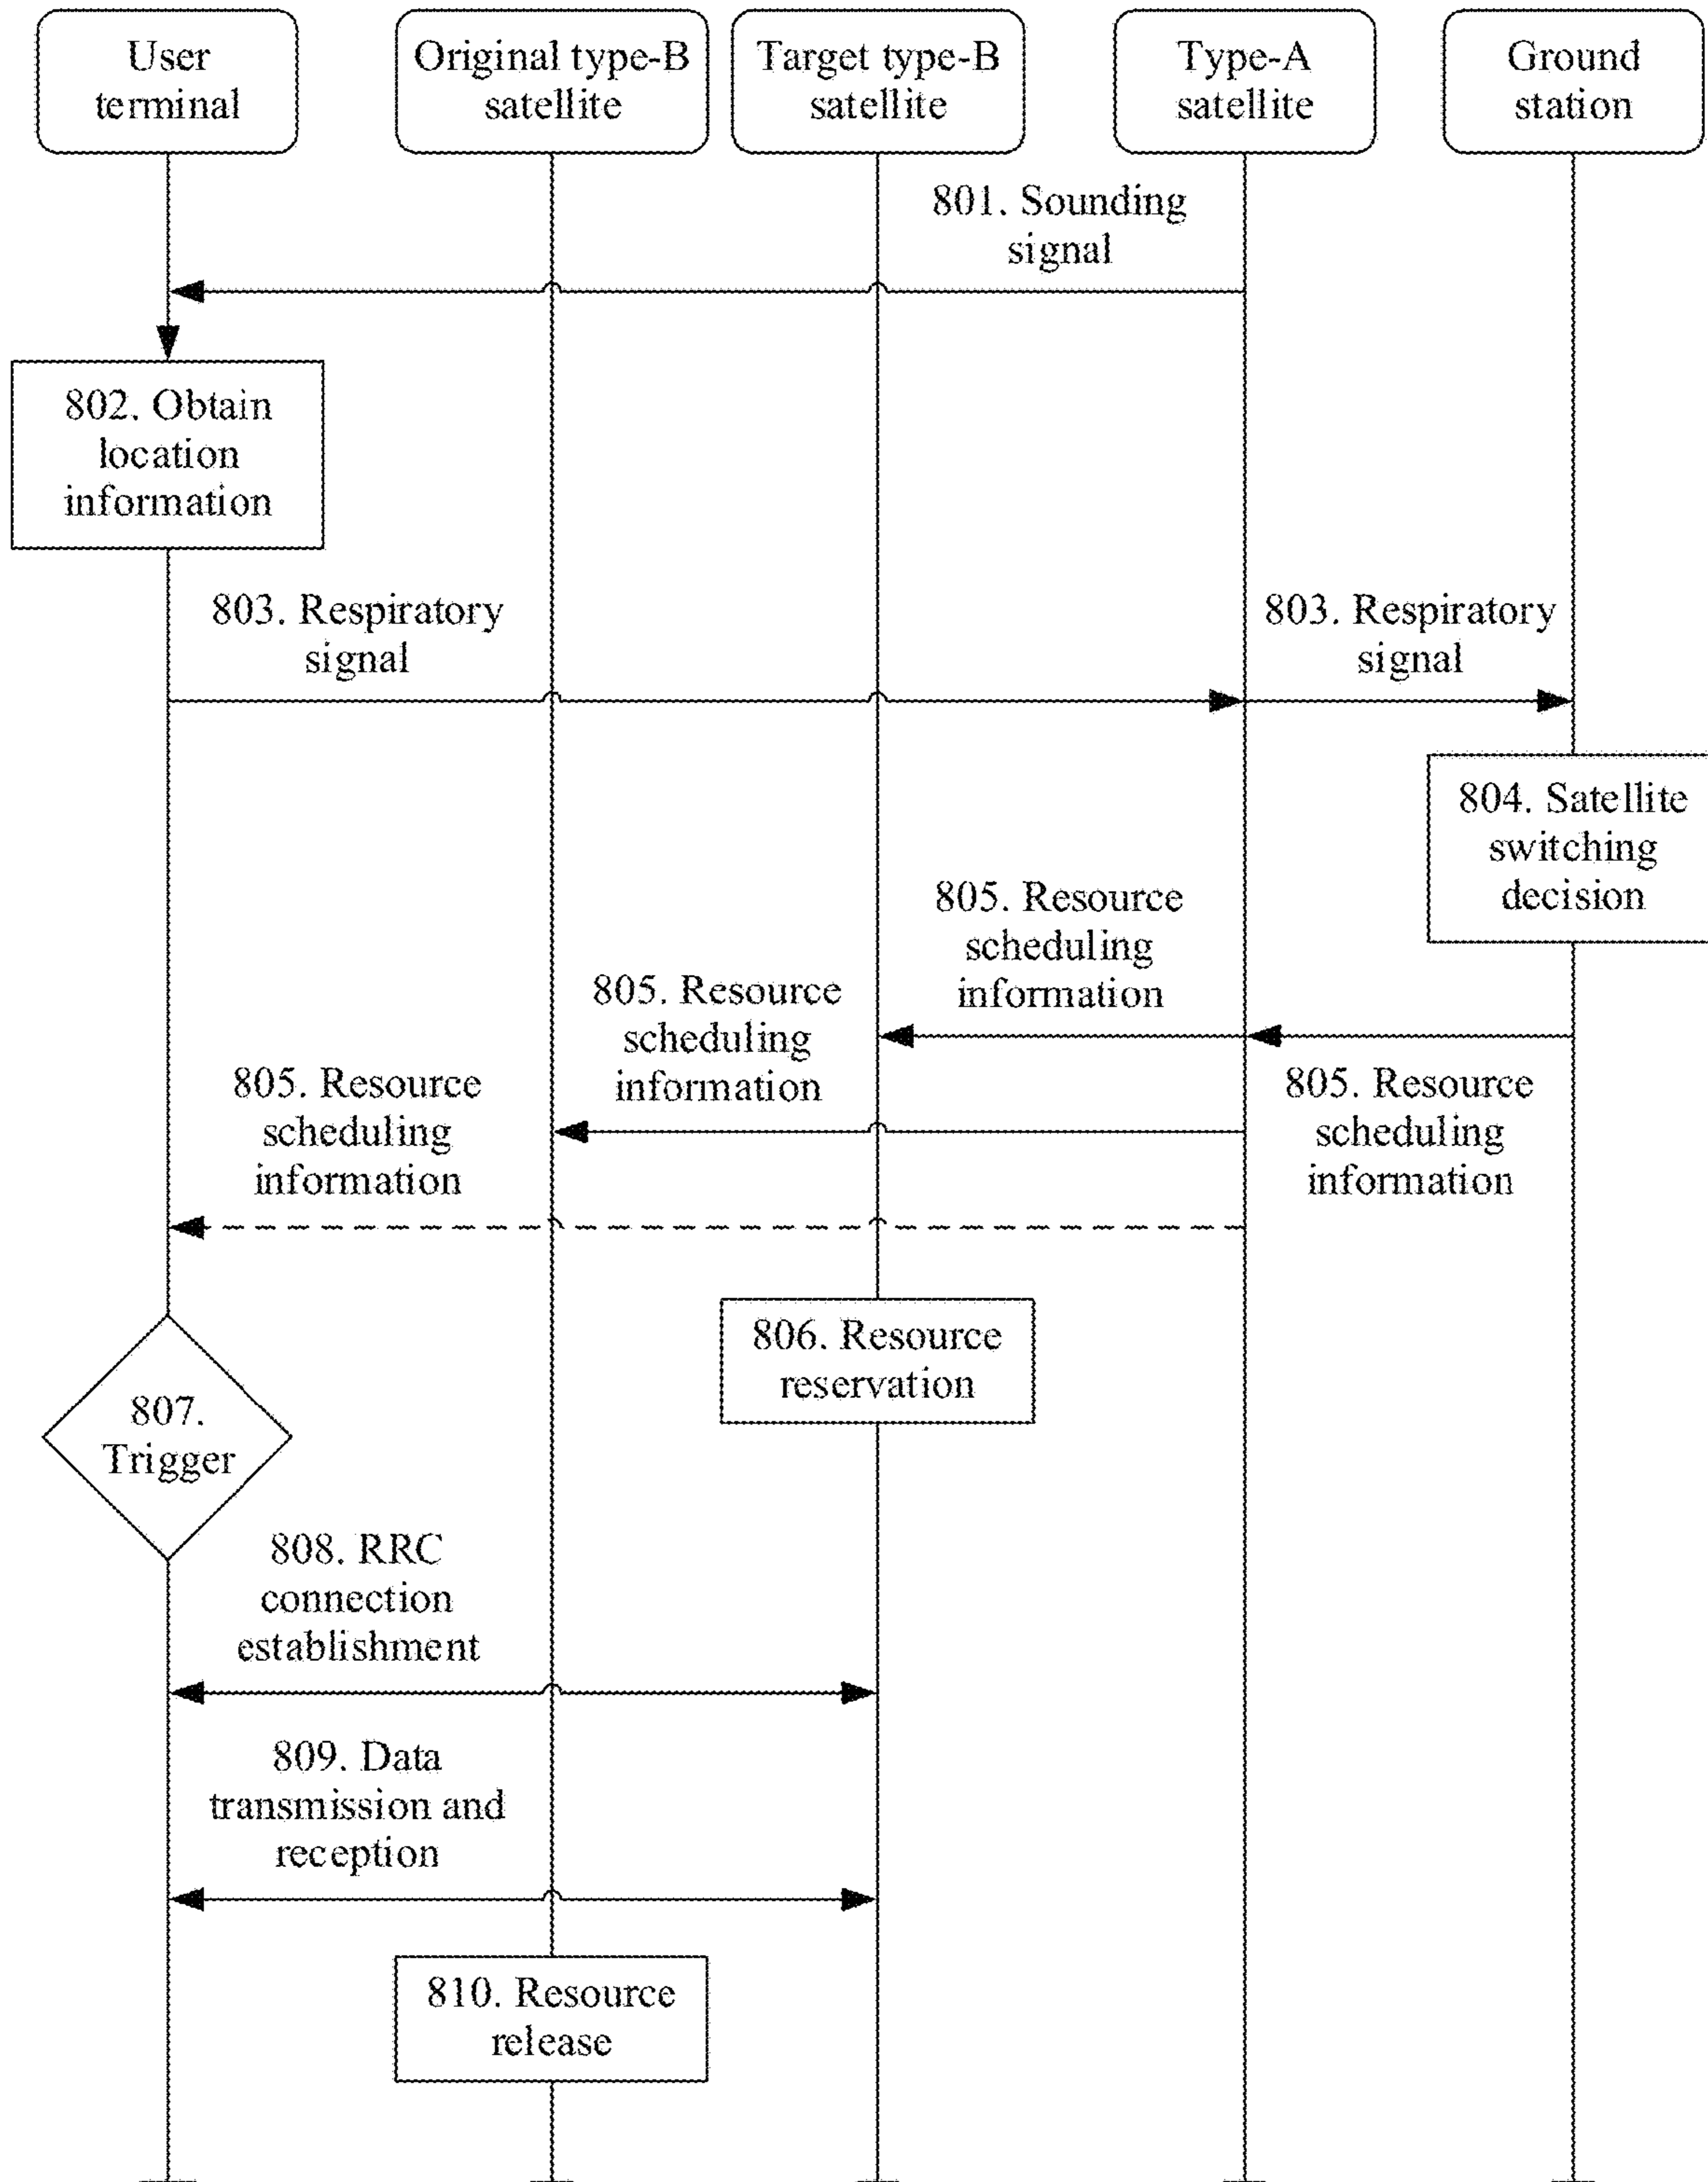 User
terminal
Original type-B
satellite
Target type-B
satellite
Type-A
satellite
Ground
station
801. Sounding
signal
802. Obtain
location
information
803. Respiratory
signal
803. Respiratory
signal
804. Satellite
switching
decision
805. Resource
scheduling
information
805. Resource
scheduling
information
805. Resource
scheduling
information
805. Resource
scheduling
information
806. Resource
reservation
807.
Trigger
808. RRC
connection
establishment
809. Data
transmission and
reception
810. Resource
release